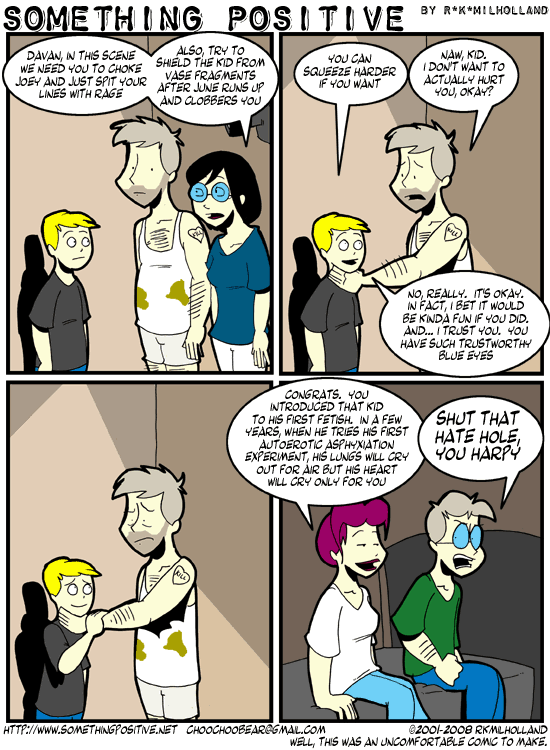 SOMETHING POSITIVE BY R*K*MILHOLLAND
DAVAN, IN THIS SCENE
WE NEED YOU TO CHOKE
JOEY AND JUST SPIT YOUR
LINES WITH RAGE
ALSO, TRY TO
SHIELD THE KID FROM
VASE FRAGMENTS
AFTER JUNE RUNS UP
AND CLOBBERS YOU
YOU CAN
SQUEEZE HARDER
IF YOU WANT
NAW, KID.
I DON'T WANT TO
ACTUALLY HURT
YOU, OKAY?
NO, REALLY. IT'S OKAY.
IN FACT, I BET IT WOULD
BE KINDA FUN IF YOU DID.
AND... I TRUST YOU. YOU
HAVE SUCH TRUSTWORTHY
BLUE EYES
CONGRATS. YOU
INTRODUCED THAT KID
TO HIS FIRST FETISH. IN A FEW
YEARS, WHEN HE TRIES HIS FIRST
AUTOEROTIC ASPHYXIATION
EXPERIMENT, HIS LUNGS WILL CRY
OUT FOR AIR BUT HIS HEART
WILL CRY ONLY FOR YOU
SHUT THAT
HATE HOLE,
YOU HARPY
HTTP://WWW.SOMETHINGPOSITIVE.NET CHOOCHOOBEAR@GMAIL.COM ©2001-2008 RKMILHOLLAND
WELL, THIS WAS AN UNCOMFORTABLE COMIC TO MAKE.